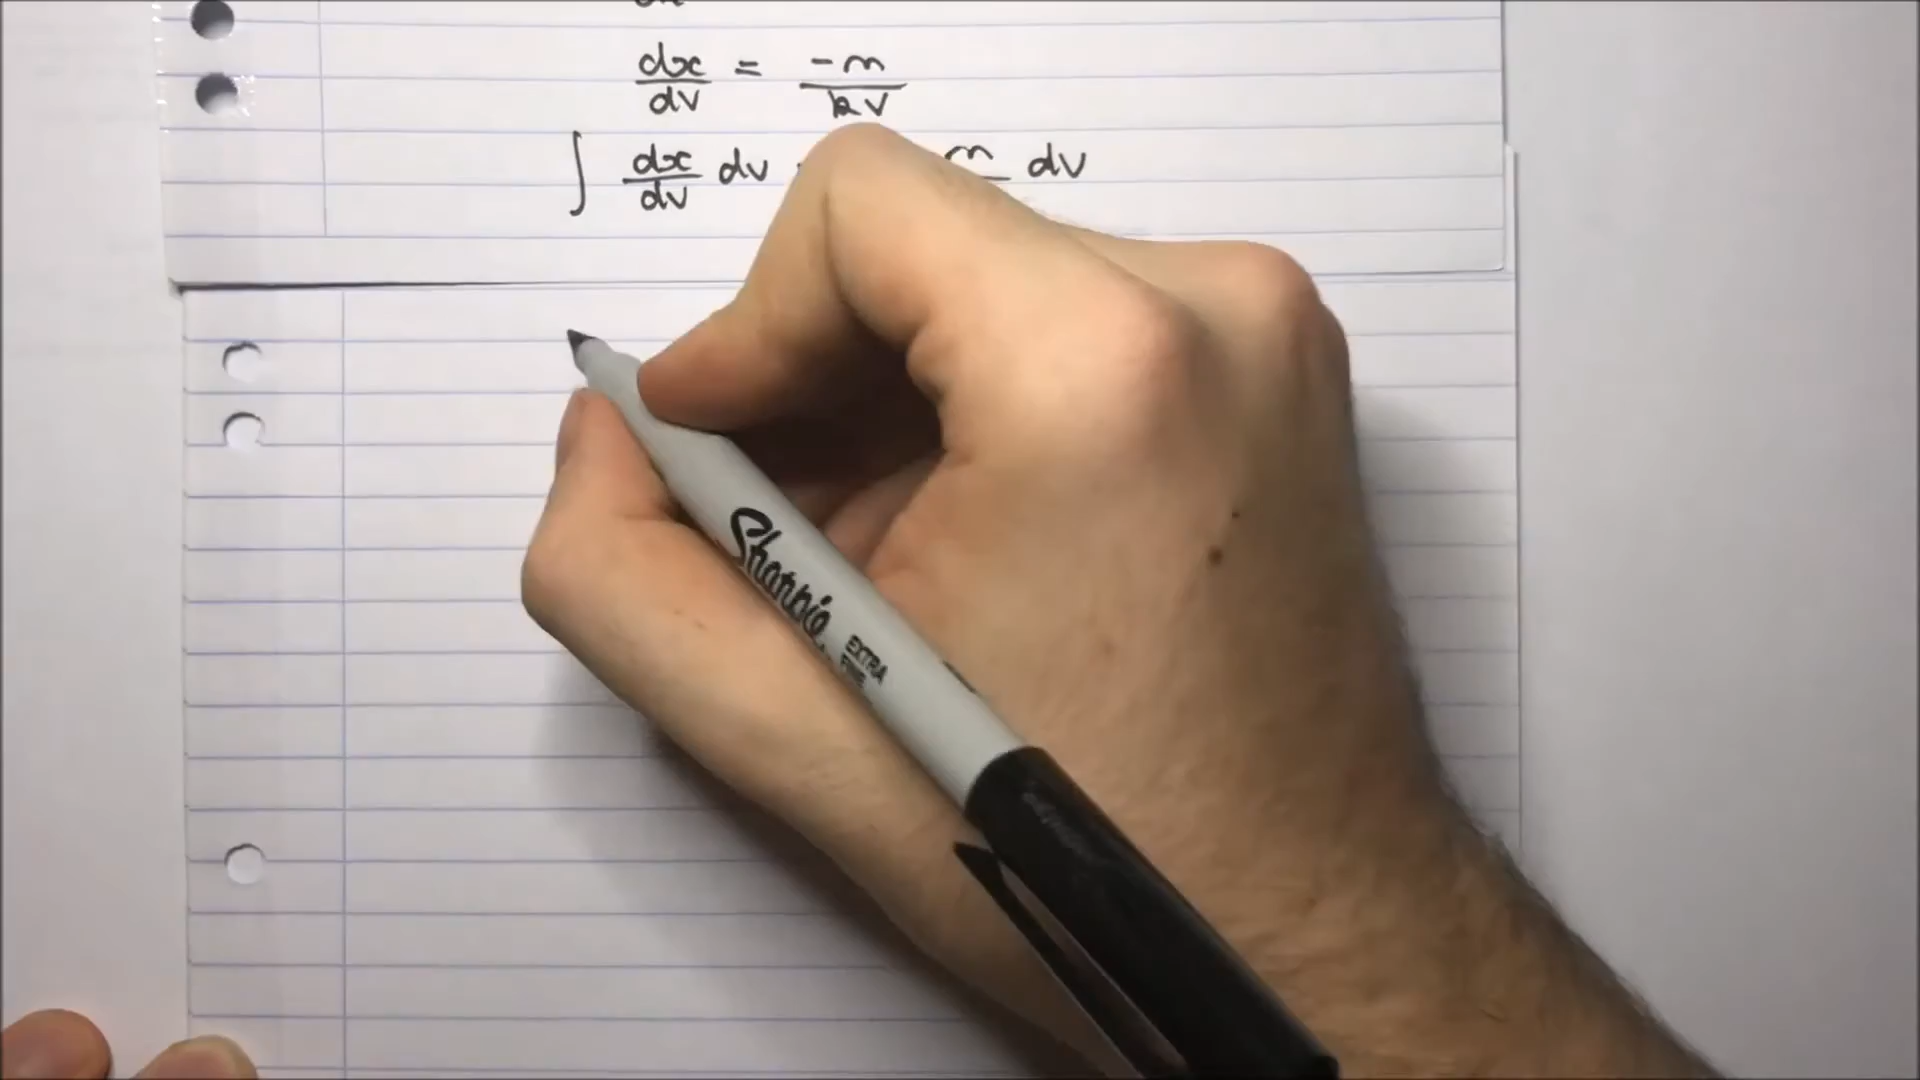 dx/dv = -m/kv
∫ dx/dv dv m dv
Sharpie
EXTRA
FINE